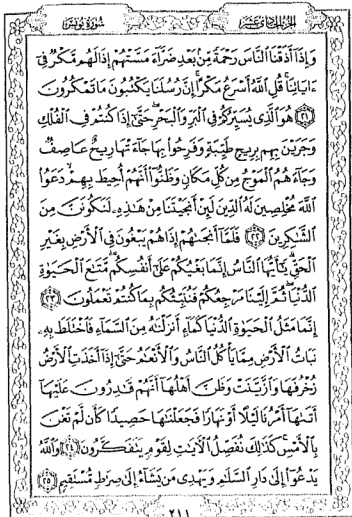 الجزء الحادي عشر
سورة يونس
وَإِذَآ أَذَقْنَا ٱلنَّاسَ رَحْمَةً مِّنۢ بَعْدِ ضَرَّآءَ مَسَّتْهُمْ إِذَا لَهُم مَّكْرٌ فِىٓ
ءَايَاتِنَا ۚ قُلِ ٱللَّهُ أَسْرَعُ مَكْرًا ۚ إِنَّ رُسُلَنَا يَكْتُبُونَ مَا تَمْكُرُونَ
﴿٢١﴾ هُوَ ٱلَّذِى يُسَيِّرُكُمْ فِى ٱلْبَرِّ وَٱلْبَحْرِ ۖ حَتَّىٰٓ إِذَا كُنتُمْ فِى ٱلْفُلْكِ
وَجَرَيْنَ بِهِم بِرِيحٍ طَيِّبَةٍ وَفَرِحُوا۟ بِهَا جَآءَتْهَا رِيحٌ عَاصِفٌ
وَجَآءَهُمُ ٱلْمَوْجُ مِن كُلِّ مَكَانٍ وَظَنُّوٓا۟ أَنَّهُمْ أُحِيطَ بِهِمْ ۙ دَعَوُا۟
ٱللَّهَ مُخْلِصِينَ لَهُ ٱلدِّينَ لَئِنْ أَنجَيْتَنَا مِنْ هَٰذِهِۦ لَنَكُونَنَّ مِنَ
ٱلشَّٰكِرِينَ ﴿٢٢﴾ فَلَمَّآ أَنجَىٰهُمْ إِذَا هُمْ يَبْغُونَ فِى ٱلْأَرْضِ بِغَيْرِ
ٱلْحَقِّ ۗ يَٰٓأَيُّهَا ٱلنَّاسُ إِنَّمَا بَغْيُكُمْ عَلَىٰٓ أَنفُسِكُم ۖ مَّتَٰعَ ٱلْحَيَوٰةِ
ٱلدُّنْيَا ۖ ثُمَّ إِلَيْنَا مَرْجِعُكُمْ فَنُنَبِّئُكُم بِمَا كُنتُمْ تَعْمَلُونَ ﴿٢٣﴾
إِنَّمَا مَثَلُ ٱلْحَيَوٰةِ ٱلدُّنْيَا كَمَآءٍ أَنزَلْنَٰهُ مِنَ ٱلسَّمَآءِ فَٱخْتَلَطَ بِهِۦ
نَبَاتُ ٱلْأَرْضِ مِمَّا يَأْكُلُ ٱلنَّاسُ وَٱلْأَنْعَٰمُ حَتَّىٰٓ إِذَآ أَخَذَتِ ٱلْأَرْضُ
زُخْرُفَهَا وَٱزَّيَّنَتْ وَظَنَّ أَهْلُهَآ أَنَّهُمْ قَٰدِرُونَ عَلَيْهَآ
أَتَىٰهَآ أَمْرُنَا لَيْلًا أَوْ نَهَارًا فَجَعَلْنَٰهَا حَصِيدًا كَأَن لَّمْ تَغْنَ
بِٱلْأَمْسِ ۚ كَذَٰلِكَ نُفَصِّلُ ٱلْءَايَٰتِ لِقَوْمٍ يَتَفَكَّرُونَ ﴿٢٤﴾ وَٱللَّهُ
يَدْعُوٓا۟ إِلَىٰ دَارِ ٱلسَّلَٰمِ وَيَهْدِى مَن يَشَآءُ إِلَىٰ صِرَٰطٍ مُّسْتَقِيمٍ ﴿٢٥﴾
٢١١